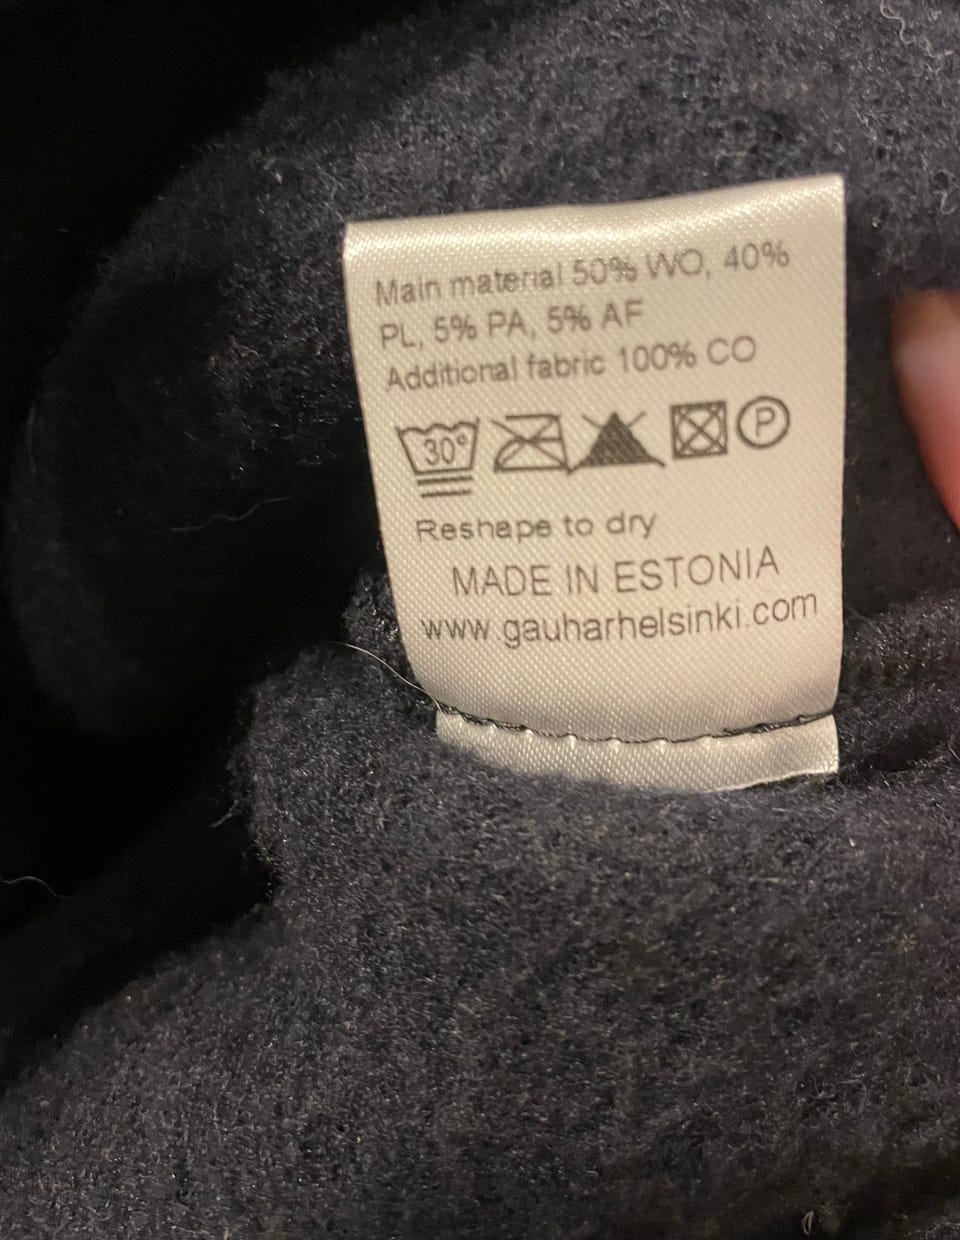 Main material 50% WO, 40%
PL, 5% PA, 5% AF
Additional fabric 100% CO
30° P
Reshape to dry
MADE IN ESTONIA
www.gauharhelsinki.com